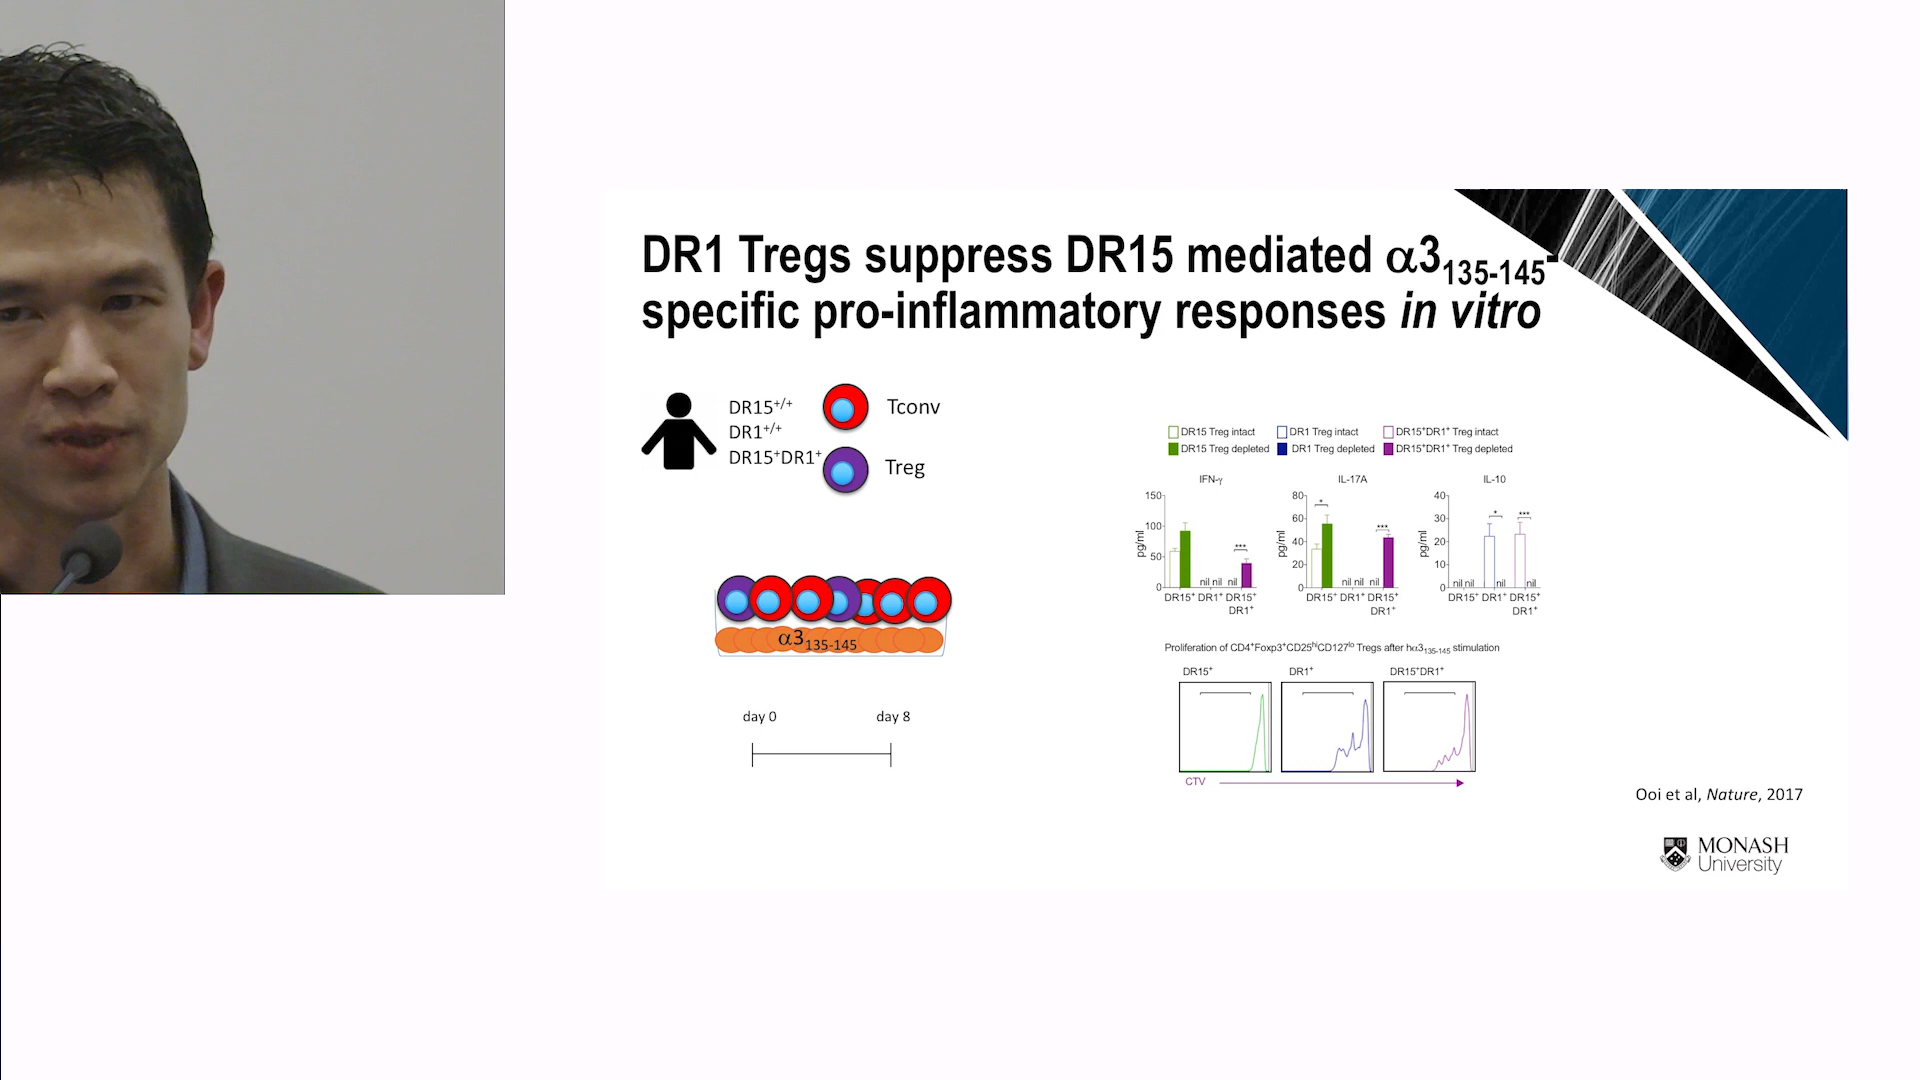 DR1 Tregs suppress DR15 mediated α3135-145-
specific pro-inflammatory responses in vitro
DR15+/+
DR1+/+
DR15+DR1+
Tconv
Treg
α3135-145
day 0 day 8
DR15 Treg intact DR1 Treg intact DR15+DR1+ Treg intact
DR15 Treg depleted DR1 Treg depleted DR15+DR1+ Treg depleted
IFN-γ
pg/ml
150
100
50
0
***
nil nil nil
DR15+ DR1+ DR15+
DR1+
IL-17A
pg/ml
80
60
40
20
0
*
***
nil nil nil
DR15+ DR1+ DR15+
DR1+
IL-10
pg/ml
40
30
20
10
0
*
***
nil nil nil nil
DR15+ DR1+ DR15+
DR1+
Proliferation of CD4+Foxp3+CD25hiCD127lo Tregs after hα3135-145 stimulation
DR15+ DR1+ DR15+DR1+
CTV
Ooi et al, Nature, 2017
MONASH
University